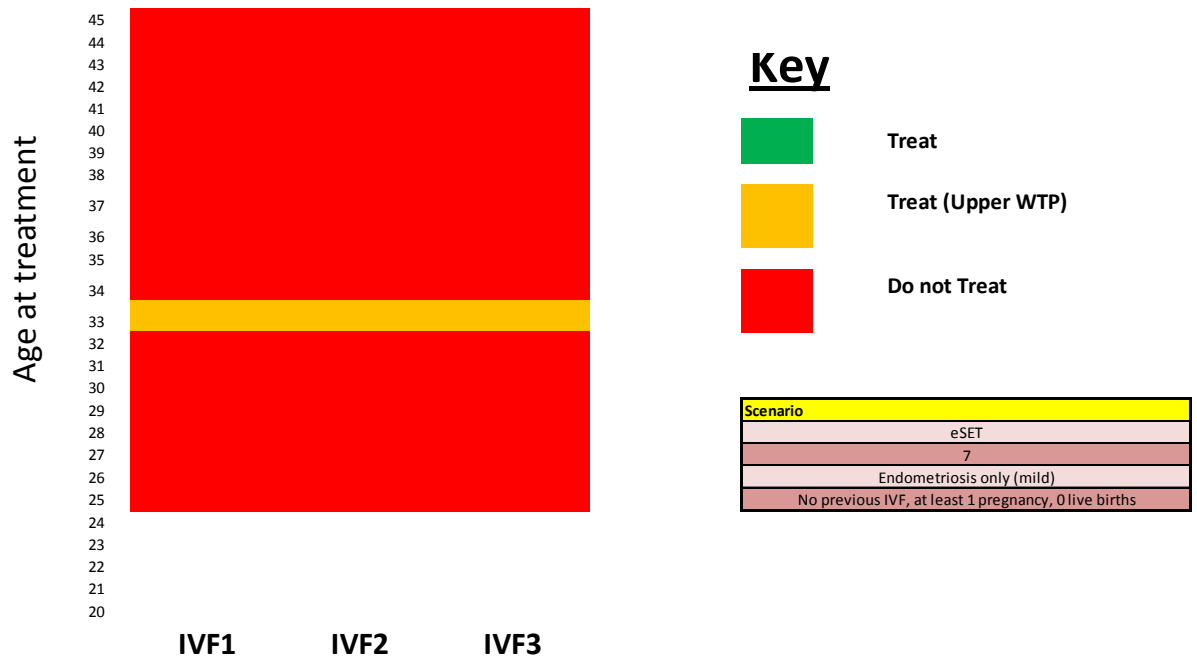 Age at treatment
45
44
43
42
41
40
39
38
37
36
35
34
33
32
31
30
29
28
27
26
25
24
23
22
21
20
IVF1 IVF2 IVF3
Key
Treat
Treat (Upper WTP)
Do not Treat
Scenario
eSET
7
Endometriosis only (mild)
No previous IVF, at least 1 pregnancy, 0 live births